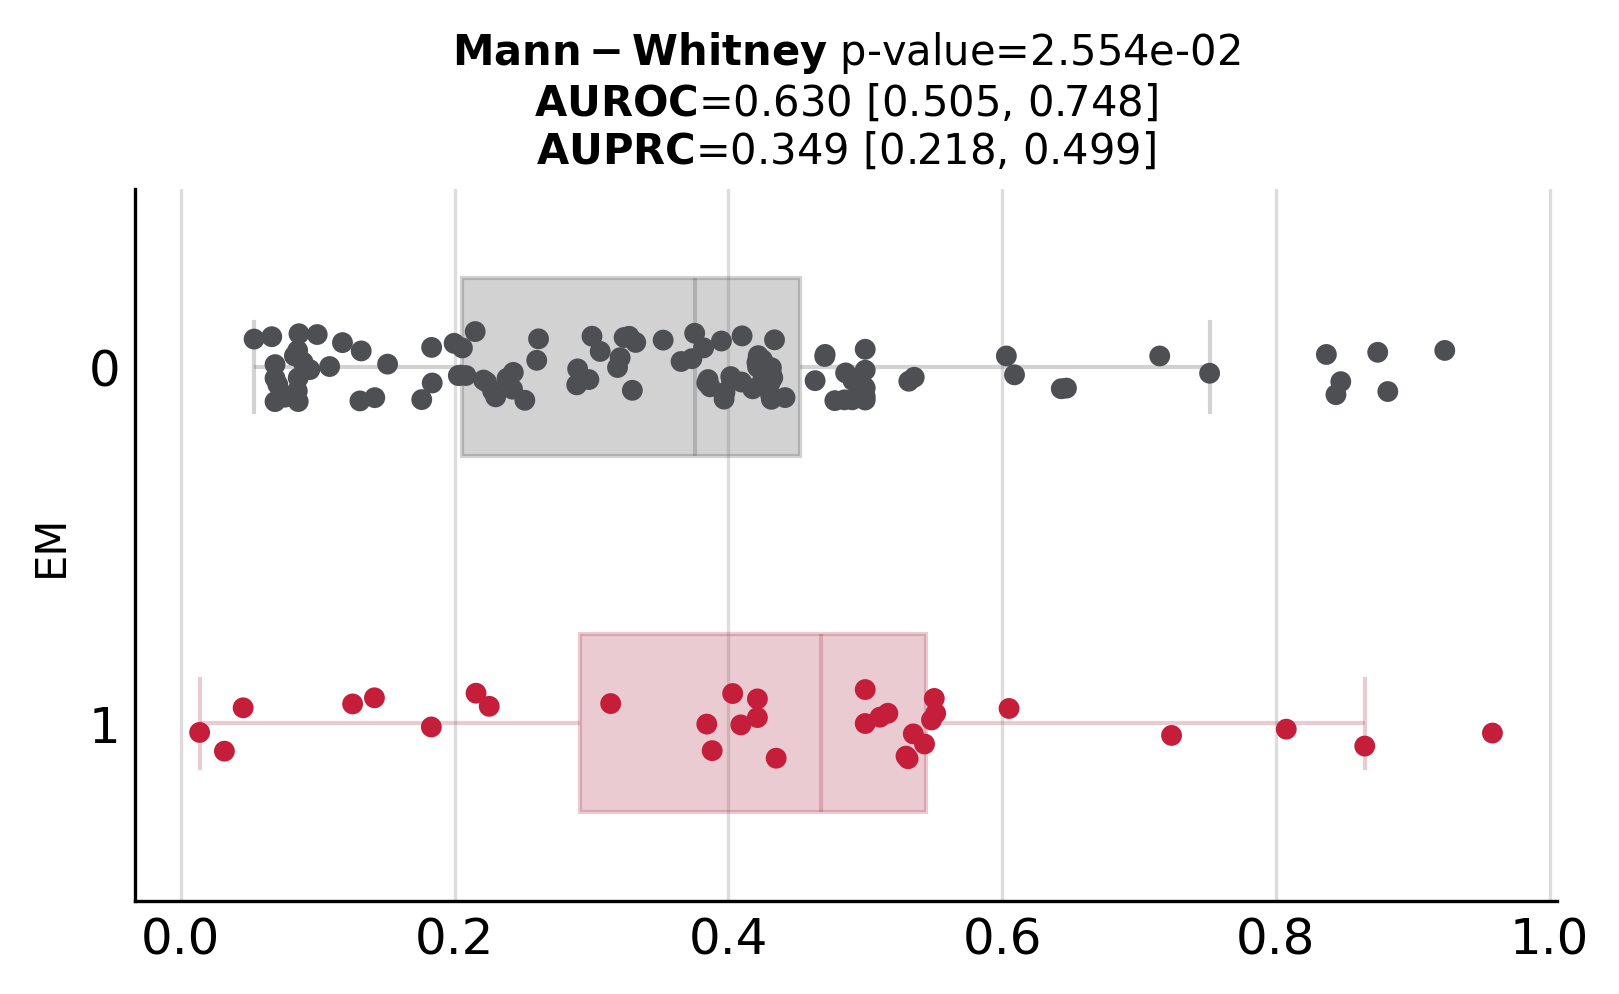 Mann−Whitney p-value=2.554e-02
AUROC=0.630 [0.505, 0.748]
AUPRC=0.349 [0.218, 0.499]
0
EM
1
0.0 0.2 0.4 0.6 0.8 1.0